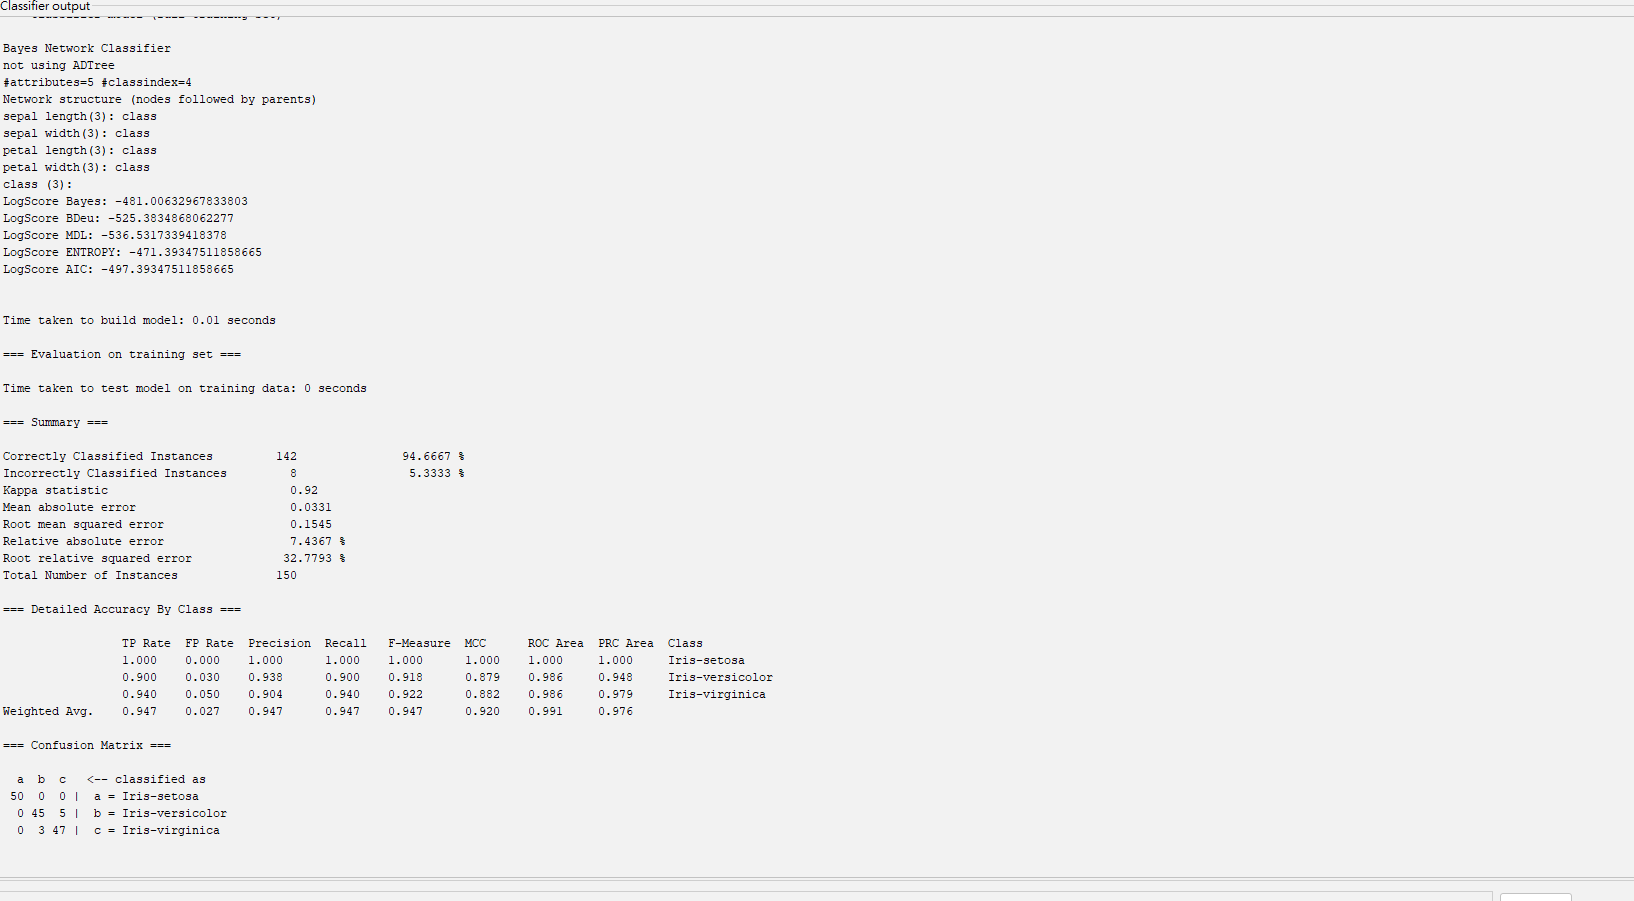 Classifier output
Bayes Network Classifier
not using ADTree
#attributes=5 #classindex=4
Network structure (nodes followed by parents)
sepal length(3): class
sepal width(3): class
petal length(3): class
petal width(3): class
class (3):
LogScore Bayes: -481.00632967833803
LogScore BDeu: -525.3834868062277
LogScore MDL: -536.5317339418378
LogScore ENTROPY: -471.39347511858665
LogScore AIC: -497.39347511858665
Time taken to build model: 0.01 seconds
=== Evaluation on training set ===
Time taken to test model on training data: 0 seconds
=== Summary ===
Correctly Classified Instances 142 94.6667 %
Incorrectly Classified Instances 8 5.3333 %
Kappa statistic 0.92
Mean absolute error 0.0331
Root mean squared error 0.1545
Relative absolute error 7.4367 %
Root relative squared error 32.7793 %
Total Number of Instances 150
=== Detailed Accuracy By Class ===
TP Rate FP Rate Precision Recall F-Measure MCC ROC Area PRC Area Class
1.000 0.000 1.000 1.000 1.000 1.000 1.000 1.000 Iris-setosa
0.900 0.030 0.938 0.900 0.918 0.879 0.986 0.948 Iris-versicolor
0.940 0.050 0.904 0.940 0.922 0.882 0.986 0.979 Iris-virginica
Weighted Avg. 0.947 0.027 0.947 0.947 0.947 0.920 0.991 0.976
=== Confusion Matrix ===
a b c <-- classified as
50 0 0 | a = Iris-setosa
0 45 5 | b = Iris-versicolor
0 3 47 | c = Iris-virginica